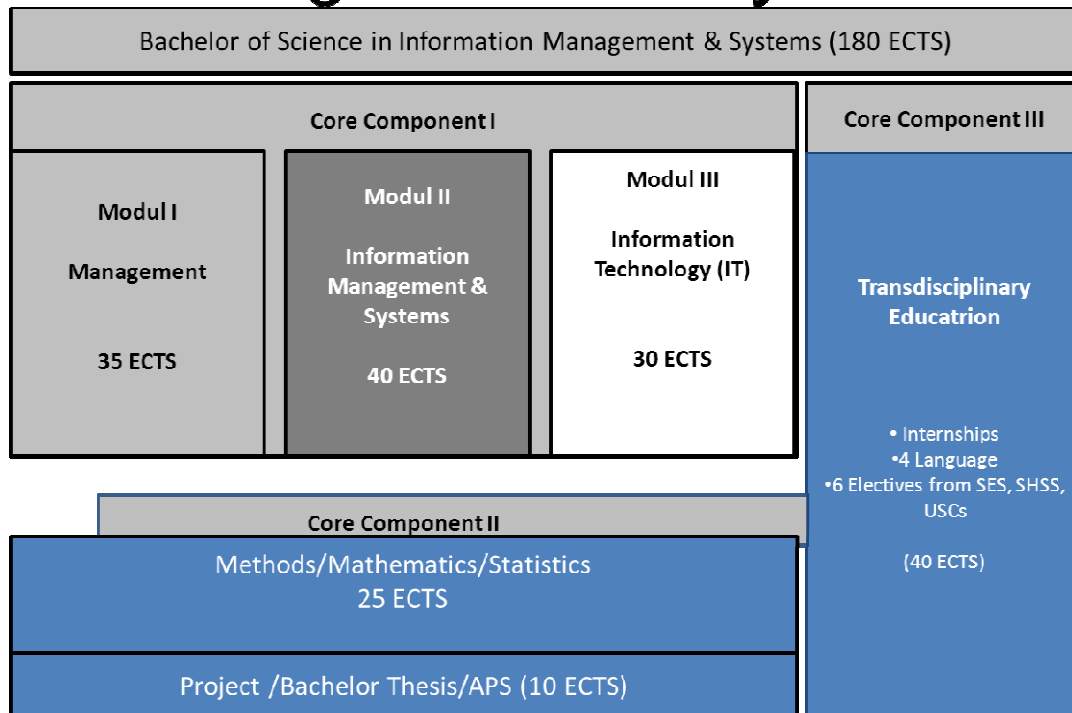 Bachelor of Science in Information Management & Systems (180 ECTS)
Core Component I
Modul I
Management
35 ECTS
Modul II
Information
Management &
Systems
40 ECTS
Modul III
Information
Technology (IT)
30 ECTS
Core Component III
Transdisciplinary
Educatrion
• Internships
•4 Language
•6 Electives from SES, SHSS,
USCs
(40 ECTS)
Core Component II
Methods/Mathematics/Statistics
25 ECTS
Project /Bachelor Thesis/APS (10 ECTS)